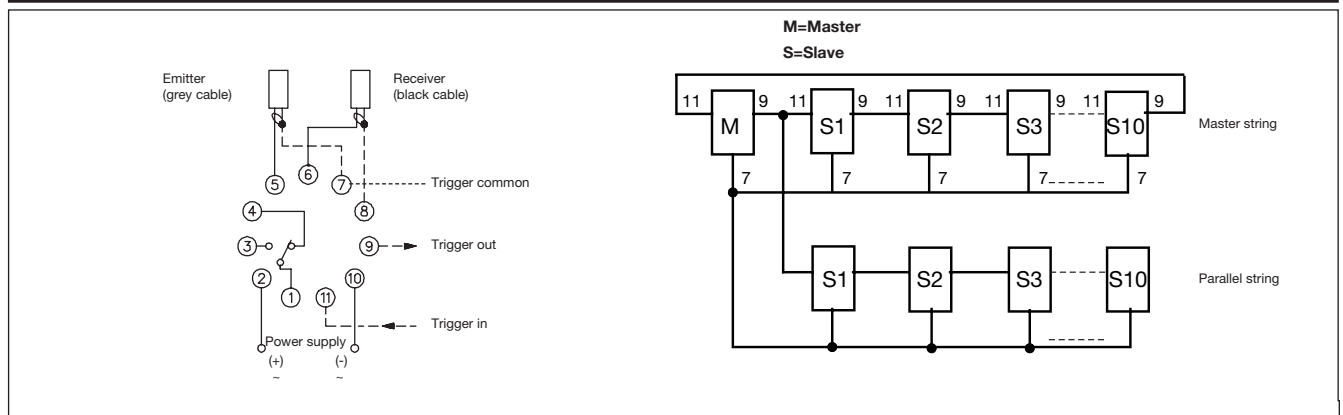 M=Master
S=Slave
Emitter
(grey cable)
Receiver
(black cable)
5
6
7
Trigger common
4
8
3
9
Trigger out
2
10
1
11
Trigger in
Power supply
(+)
(-)
~
~
11 M 9 11 S1 9 11 S2 9 11 S3 9 11 S10 9
Master string
7 7 7 7 7
S1 S2 S3 S10
Parallel string